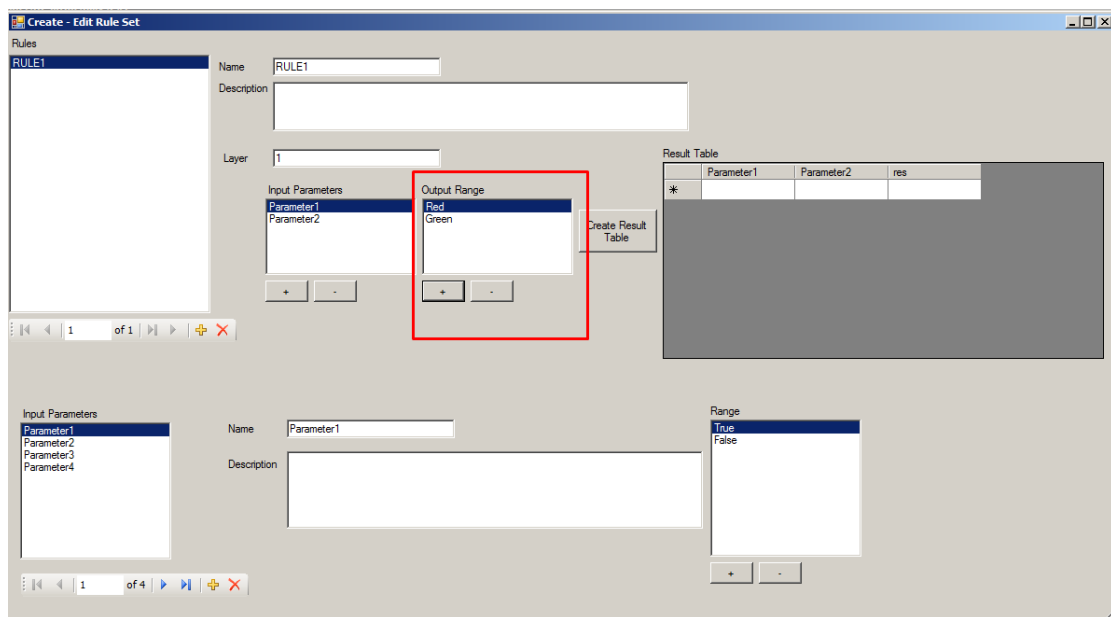 Create - Edit Rule Set
Rules
RULE1
Name
RULE1
Description
Layer
1
Input Parameters
Parameter1
Parameter2
+ -
Output Range
Red
Green
+ -
Create Result
Table
Result Table
Parameter1 Parameter2 res
*
1 of 1
Input Parameters
Parameter1
Parameter2
Parameter3
Parameter4
Name
Parameter1
Description
Range
True
False
+ -
1 of 4